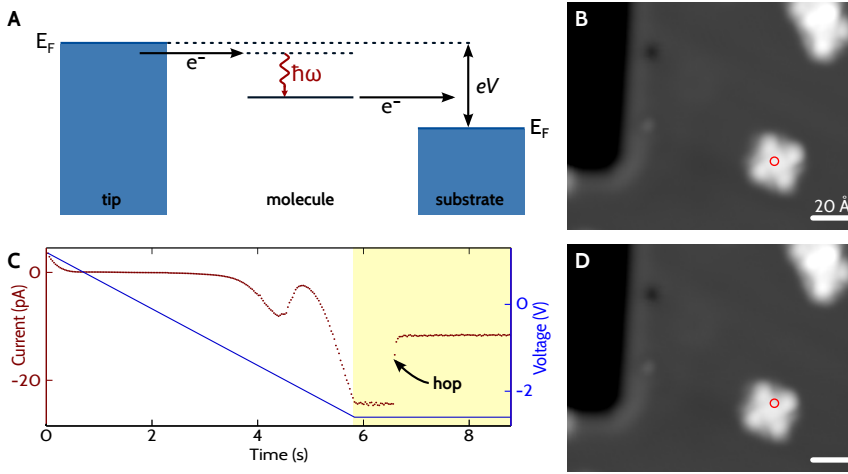 A
E_F
e⁻
ħω
e⁻
eV
E_F
tip
molecule
substrate
B
20 Å
C
Current (pA)
0
-20
hop
0
-2
Voltage (V)
0
2
4
6
8
Time (s)
D